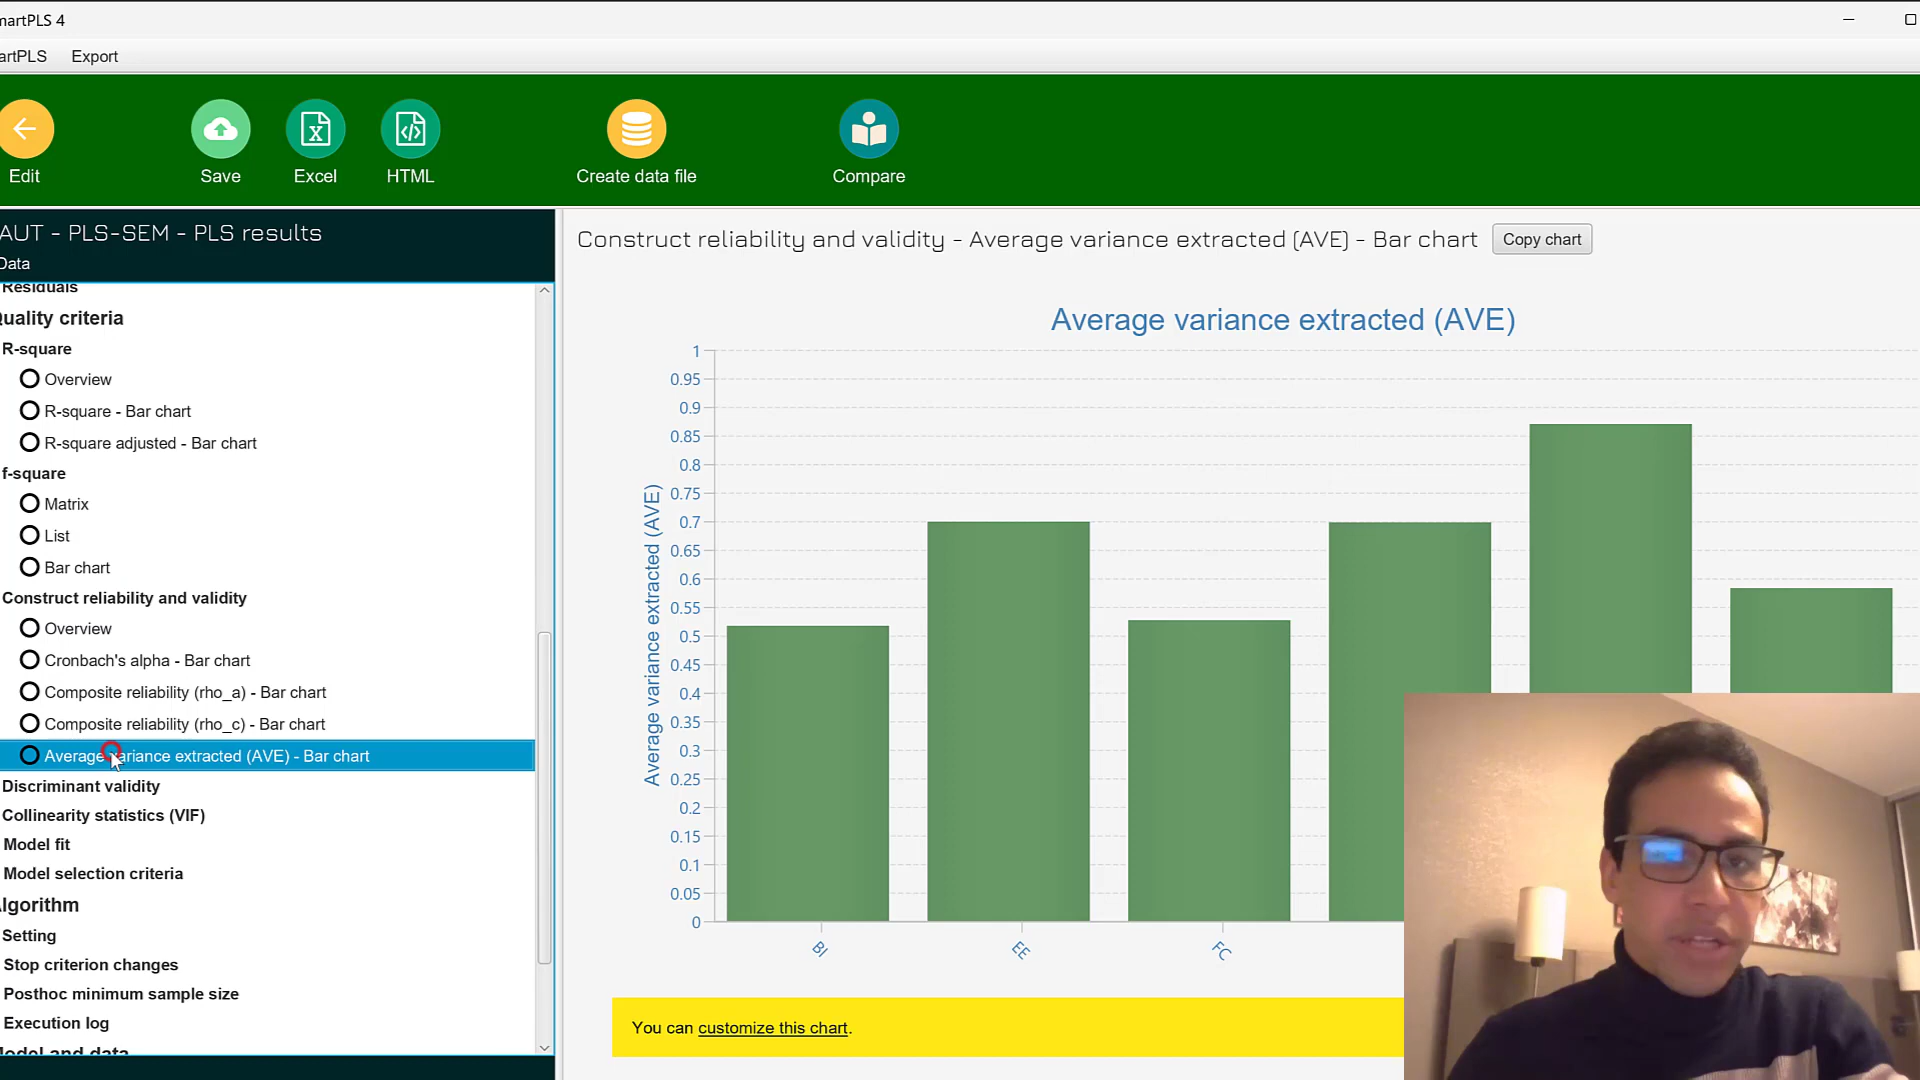 martPLS 4
artPLS Export
Edit Save Excel HTML Create data file Compare
AUT - PLS-SEM - PLS results
Data
Residuals
Quality criteria
R-square
Overview
R-square - Bar chart
R-square adjusted - Bar chart
f-square
Matrix
List
Bar chart
Construct reliability and validity
Overview
Cronbach's alpha - Bar chart
Composite reliability (rho_a) - Bar chart
Composite reliability (rho_c) - Bar chart
Average variance extracted (AVE) - Bar chart
Discriminant validity
Collinearity statistics (VIF)
Model fit
Model selection criteria
lgorithm
Setting
Stop criterion changes
Posthoc minimum sample size
Execution log
Model and data
Construct reliability and validity - Average variance extracted (AVE) - Bar chart Copy chart
Average variance extracted (AVE)
Average variance extracted (AVE)
1
0.95
0.9
0.85
0.8
0.75
0.7
0.65
0.6
0.55
0.5
0.45
0.4
0.35
0.3
0.25
0.2
0.15
0.1
0.05
0
BI EE FC
You can customize this chart.